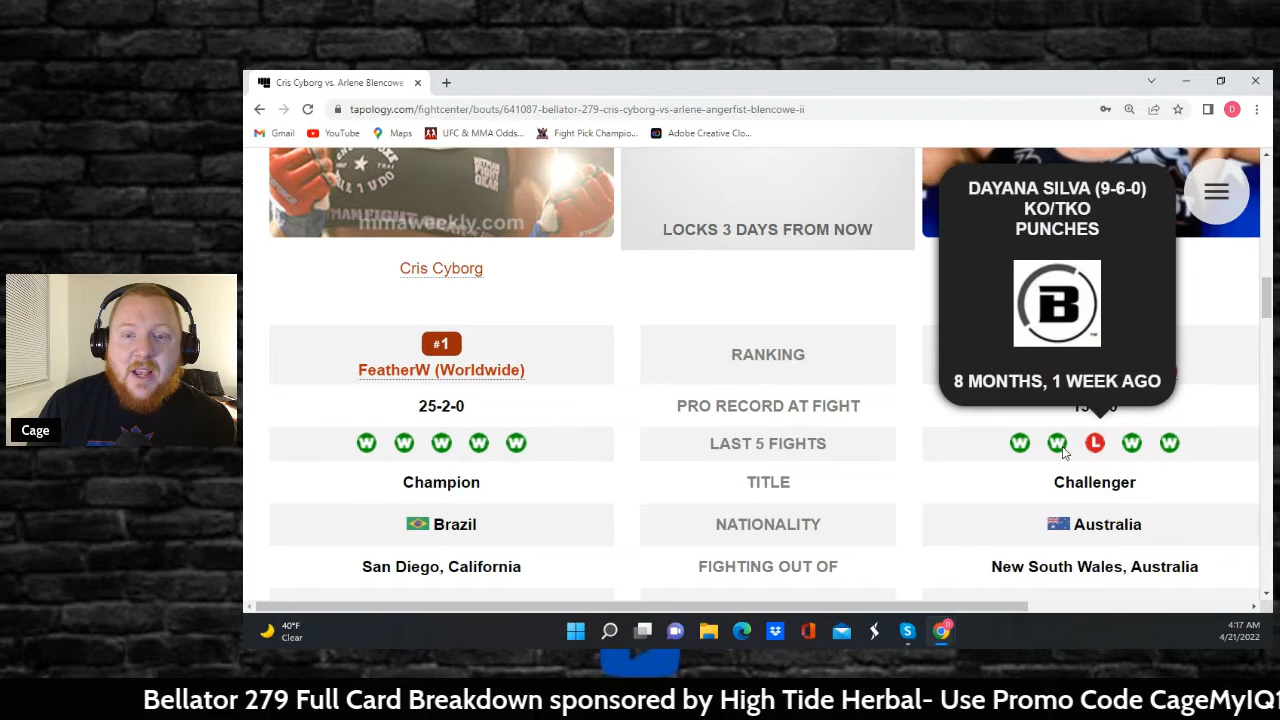 Cris Cyborg vs. Arlene Blencowe
tapology.com/fightcenter/bouts/641087-bellator-279-cris-cyborg-vs-arlene-angerfist-blencowe-ii
D
Gmail
YouTube
Maps
UFC & MMA Odds...
Fight Pick Champio...
Adobe Creative Clo...
HITMAN FIGHT GEAR
mmaweekly.com
LOCKS 3 DAYS FROM NOW
DAYANA SILVA (9-6-0)
KO/TKO
PUNCHES
B
8 MONTHS, 1 WEEK AGO
Cris Cyborg
#1
FeatherW (Worldwide)
RANKING
25-2-0
PRO RECORD AT FIGHT
W W W W W
LAST 5 FIGHTS
W W L W W
Champion
TITLE
Challenger
Brazil
NATIONALITY
Australia
San Diego, California
FIGHTING OUT OF
New South Wales, Australia
Cage
40°F
Clear
4:17 AM
4/21/2022
Bellator 279 Full Card Breakdown sponsored by High Tide Herbal- Use Promo Code CageMyIQ1